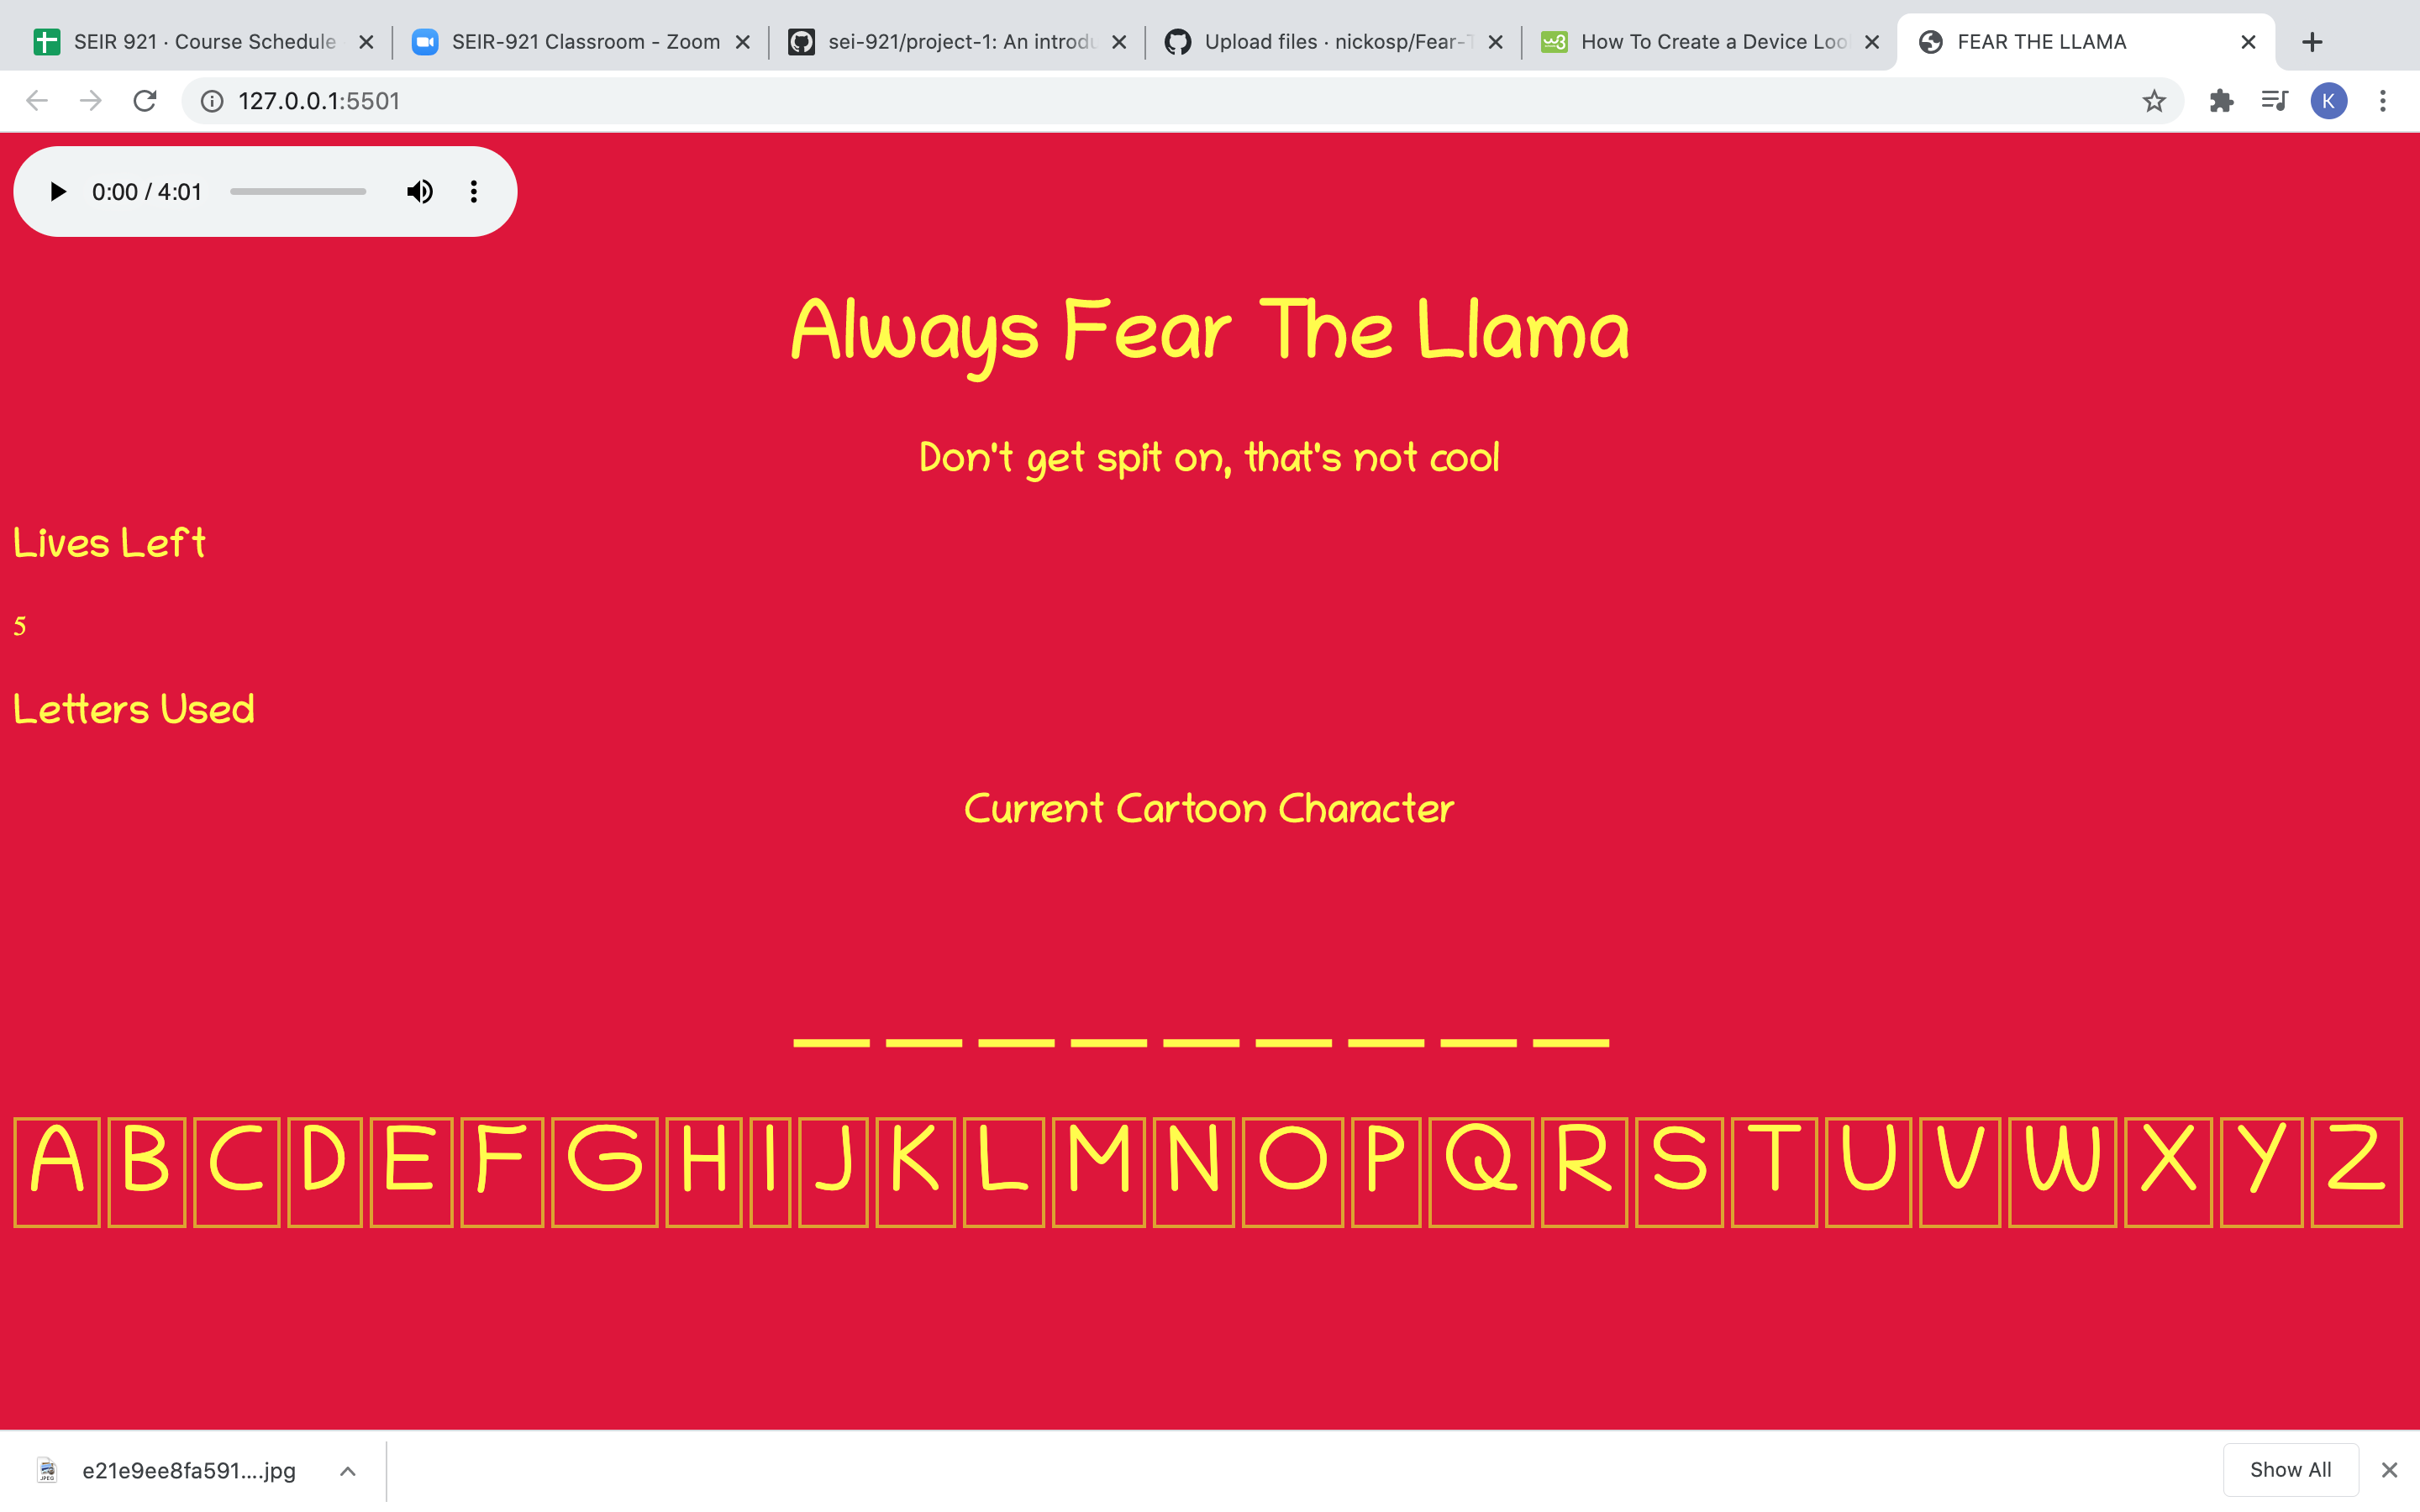 SEIR 921 · Course Schedule
SEIR-921 Classroom - Zoom
sei-921/project-1: An introdu
Upload files · nickosp/Fear-T
How To Create a Device Loo
FEAR THE LLAMA
127.0.0.1:5501
K
0:00 / 4:01
Always Fear The Llama
Don't get spit on, that's not cool
Lives Left
5
Letters Used
Current Cartoon Character
_ _ _ _ _ _ _ _ _
A B C D E F G H I J K L M N O P Q R S T U V W X Y Z
e21e9ee8fa591....jpg
Show All